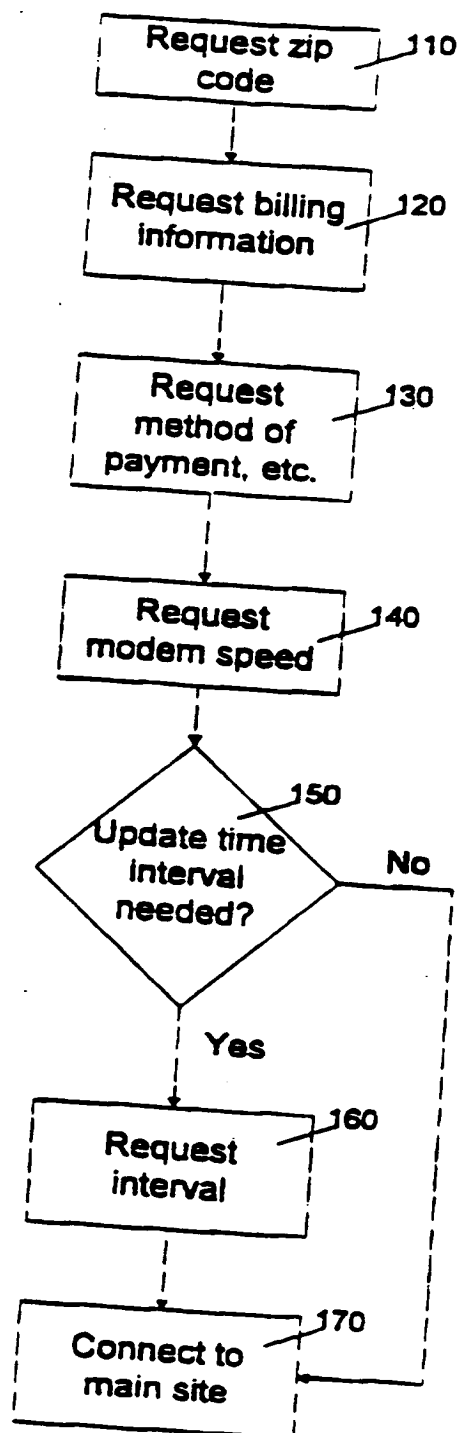 Request zip
code
110
Request billing
information
120
Request
method of
payment, etc.
130
Request
modem speed
140
150
Update time
interval
needed?
No
Yes
Request
interval
160
Connect to
main site
170